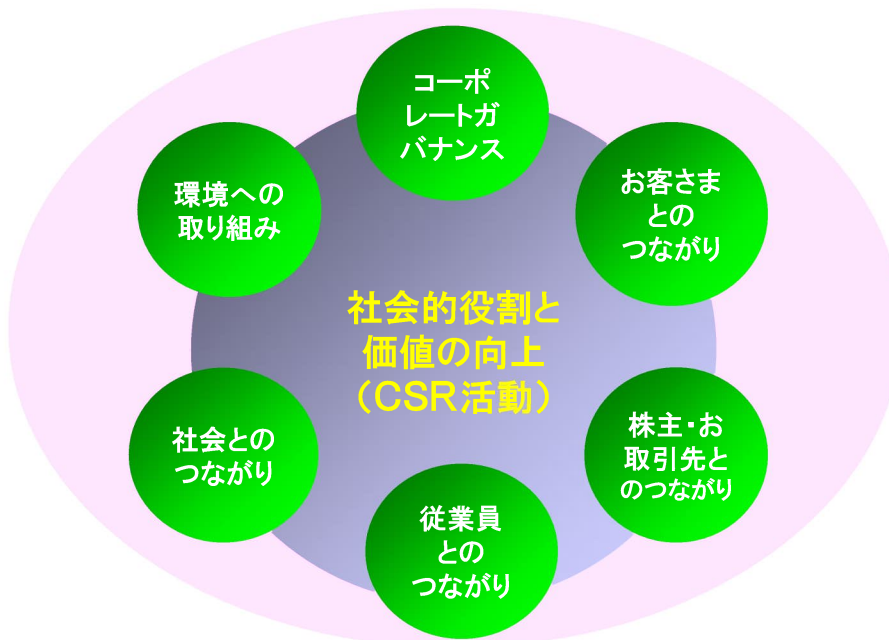 コーポ
レートガ
バナンス
お客さま
との
つながり
株主・お
取引先と
のつながり
従業員
との
つながり
社会との
つながり
環境への
取り組み
社会的役割と
価値の向上
（ＣＳＲ活動）